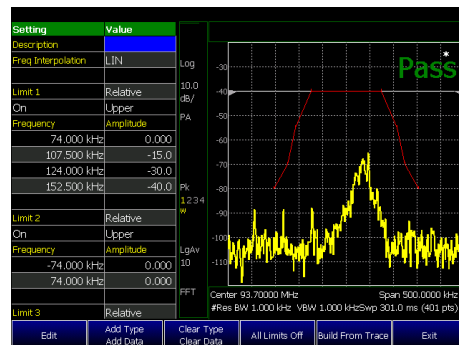 Setting Value
Description
Freq Interpolation LIN
Limit 1 Relative
On Upper
Frequency Amplitude
74.000 kHz 0.000
107.500 kHz -15.0
124.000 kHz -30.0
152.500 kHz -40.0
Limit 2 Relative
On Upper
Frequency Amplitude
-74.000 kHz 0.000
74.000 kHz 0.000
Limit 3 Relative
Log
10.0
dB/
PA
Pk
1234
W
LgAv
10
FFT
*
Pass
-30
-40
-50
-60
-70
-80
-90
-100
-110
Center 93.70000 MHz Span 500.0000 kHz
#Res BW 1.000 kHz VBW 1.000 kHz Swp 301.0 ms (401 pts)
Edit
Add Type
Add Data
Clear Type
Clear Data
All Limits Off
Build From Trace
Exit